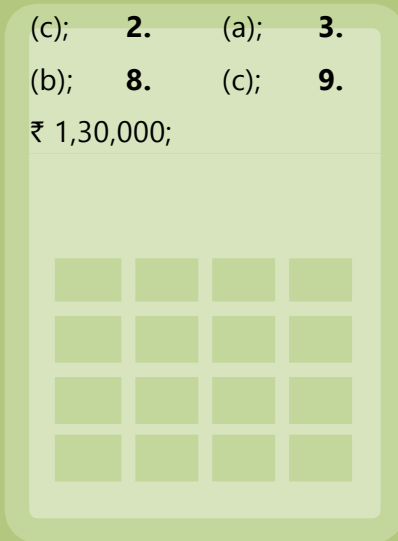 (c); 2. (a); 3.
(b); 8. (c); 9.
₹ 1,30,000;